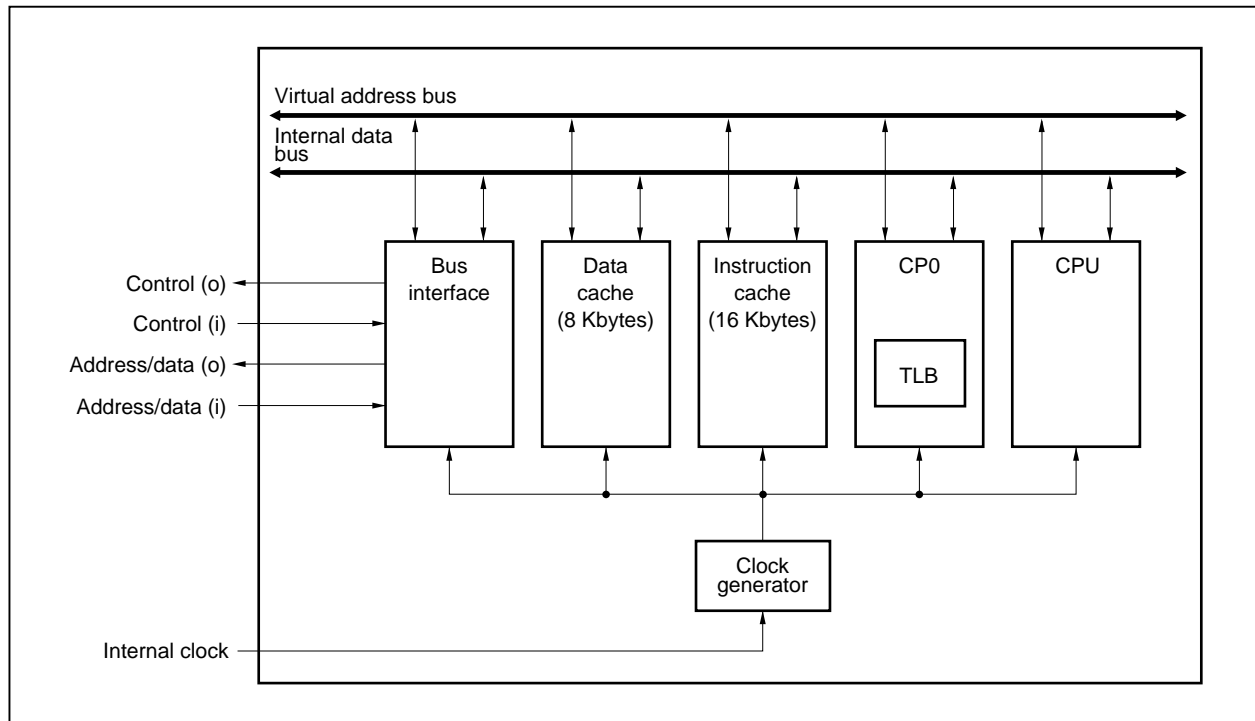 Virtual address bus
Internal data
bus
Bus
interface
Data
cache
(8 Kbytes)
Instruction
cache
(16 Kbytes)
CP0
TLB
CPU
Control (o)
Control (i)
Address/data (o)
Address/data (i)
Clock
generator
Internal clock